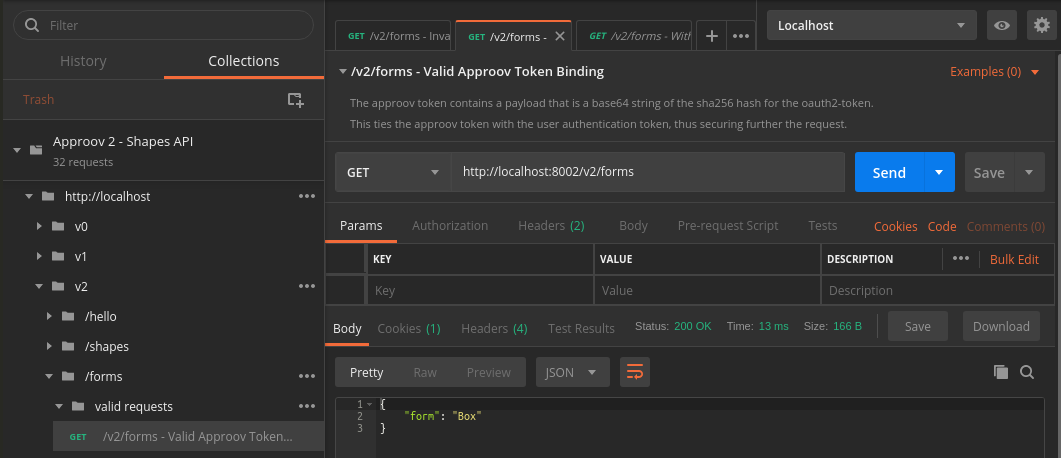 Filter
History
Collections
Trash
Approov 2 - Shapes API
32 requests
http://localhost
v0
v1
v2
/hello
/shapes
/forms
valid requests
GET /v2/forms - Valid Approov Token...
GET /v2/forms - Inva
GET /v2/forms -
GET /v2/forms - With
Localhost
/v2/forms - Valid Approov Token Binding
Examples (0)
The approov token contains a payload that is a base64 string of the sha256 hash for the oauth2-token.
This ties the approov token with the user authentication token, thus securing further the request.
GET
http://localhost:8002/v2/forms
Send
Save
Params
Authorization
Headers (2)
Body
Pre-request Script
Tests
Cookies
Code
Comments (0)
KEY
VALUE
DESCRIPTION
Bulk Edit
Key
Value
Description
Body
Cookies (1)
Headers (4)
Test Results
Status: 200 OK
Time: 13 ms
Size: 166 B
Save
Download
Pretty
Raw
Preview
JSON
1 {
2 "form": "Box"
3 }